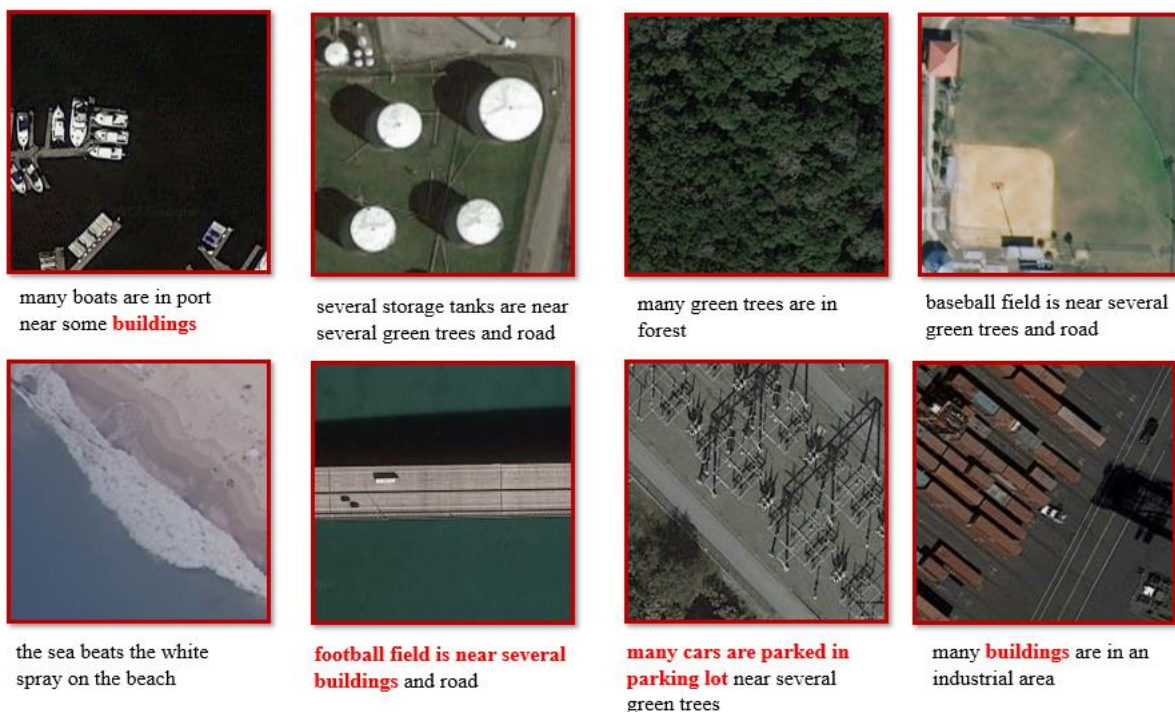 many boats are in port
near some buildings
several storage tanks are near
several green trees and road
many green trees are in
forest
baseball field is near several
green trees and road
the sea beats the white
spray on the beach
football field is near several
buildings and road
many cars are parked in
parking lot near several
green trees
many buildings are in an
industrial area